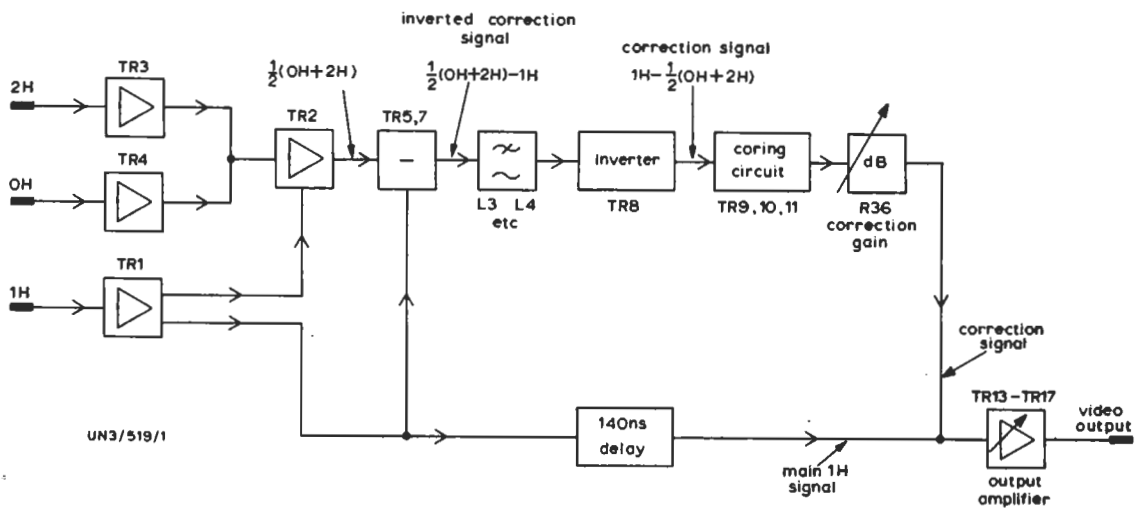 inverted correction
signal
½(OH+2H)
½(OH+2H)-1H
correction signal
1H-½(OH+2H)
2H
TR3
TR2
TR5,7
−
L3 L4
etc
inverter
TR8
coring
circuit
TR9,10,11
dB
R36
correction
gain
OH
TR4
1H
TR1
correction
signal
UN3/519/1
140ns
delay
main 1H
signal
TR13-TR17
output
amplifier
video
output